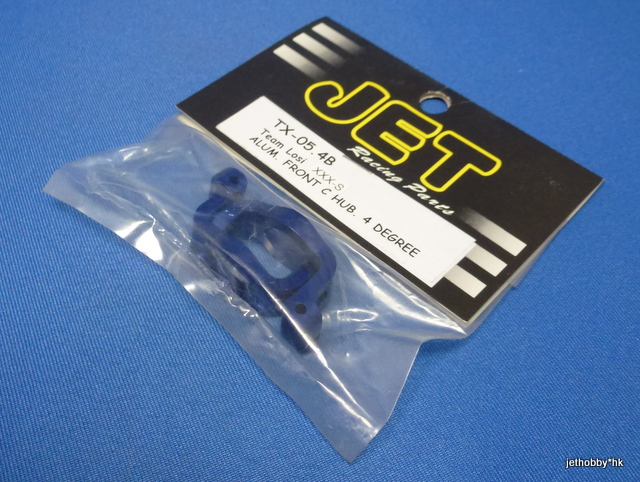 JET
Racing Parts
TX-05.4B
Team Losi XXX-S
ALUM. FRONT C HUB. 4 DEGREE
jethobby*hk